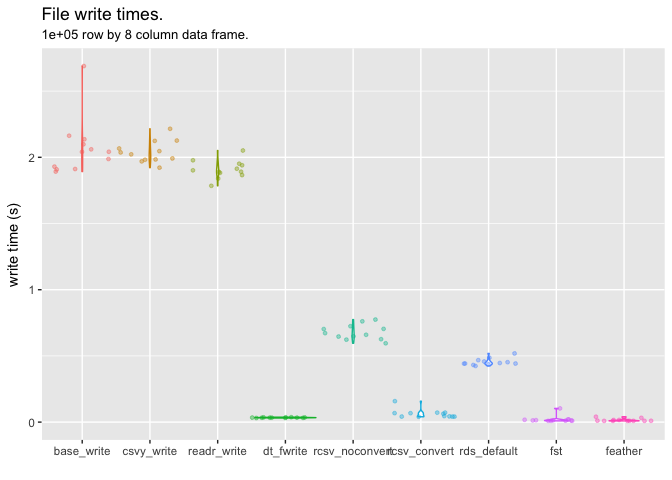 File write times.
1e+05 row by 8 column data frame.
write time (s)
2
1
0
base_write csvy_write readr_write dt_fwrite rcsv_noconvert rcsv_convert rds_default fst feather